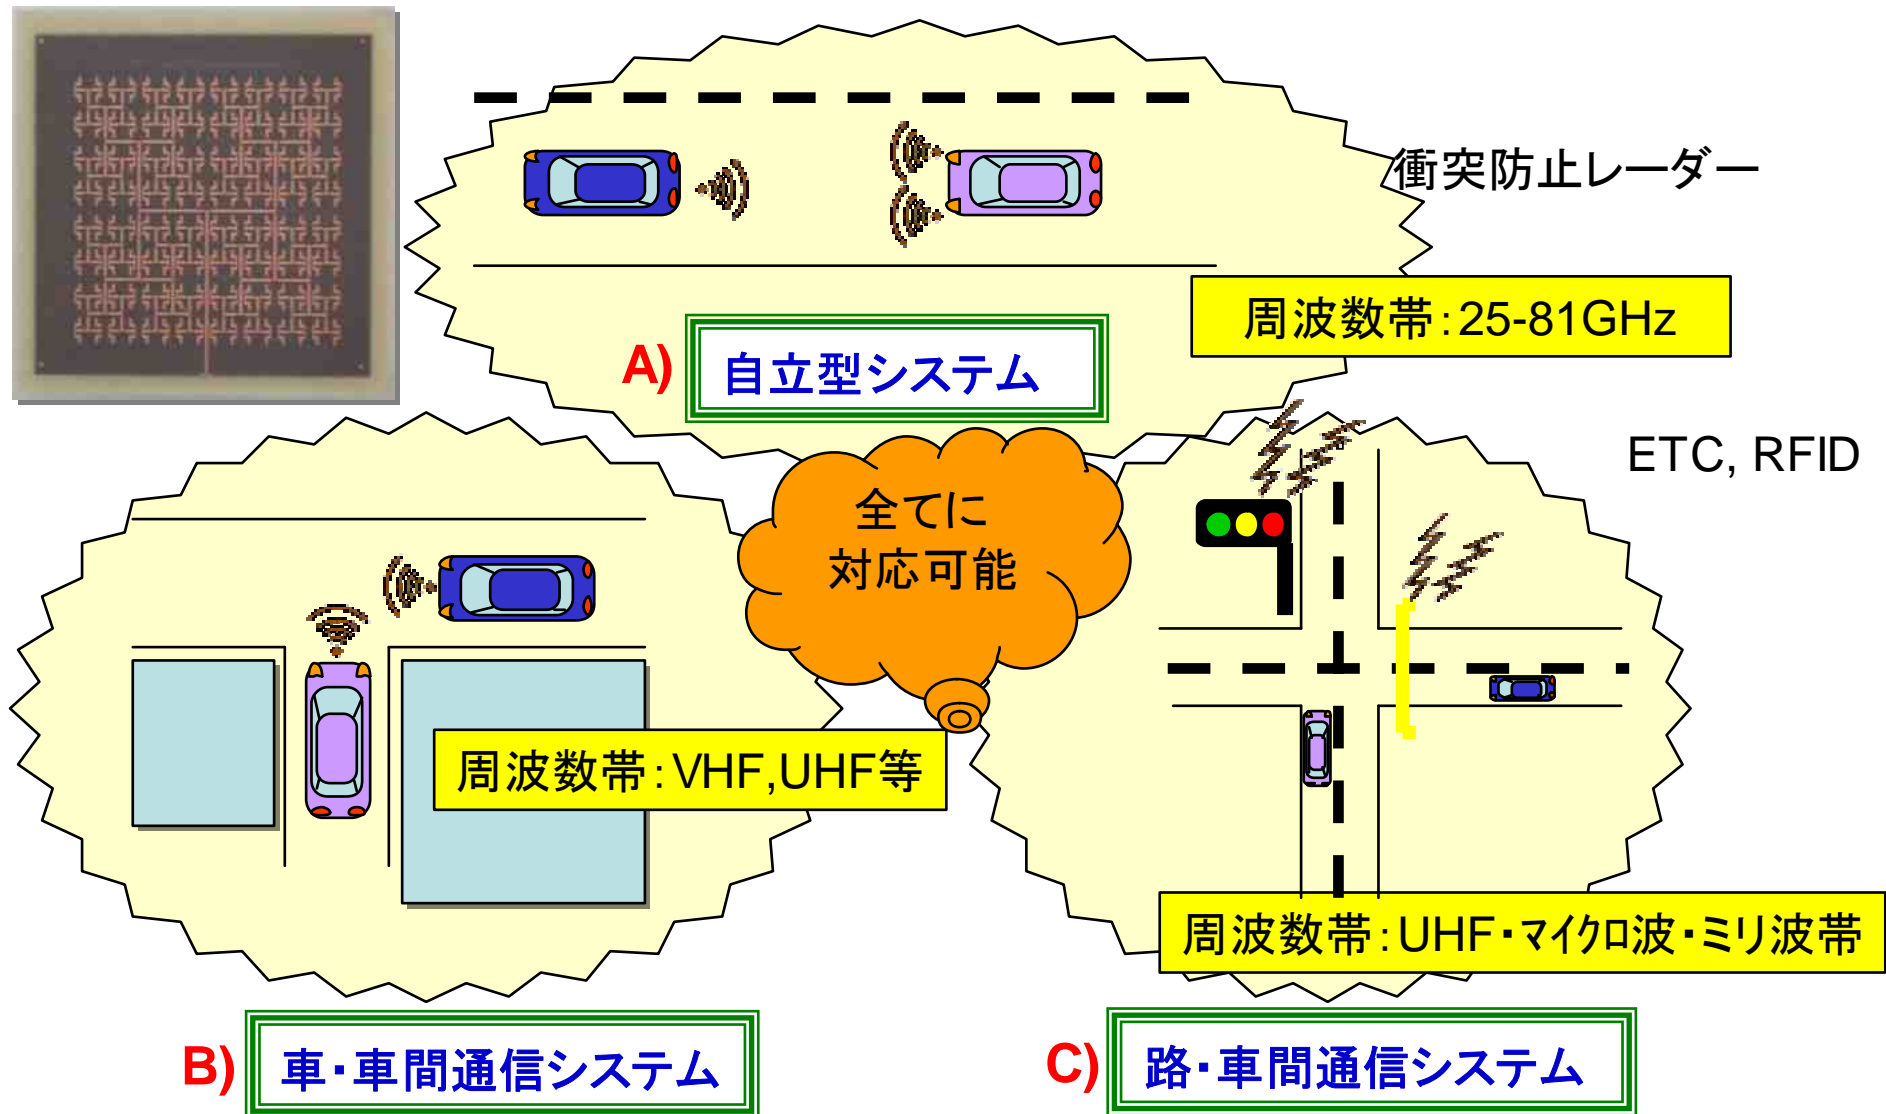 衝突防止レーダー
周波数帯:25-81GHz
A)
自立型システム
ETC, RFID
全てに
対応可能
周波数帯:VHF,UHF等
周波数帯:UHF・マイクロ波・ミリ波帯
B)
車・車間通信システム
C)
路・車間通信システム